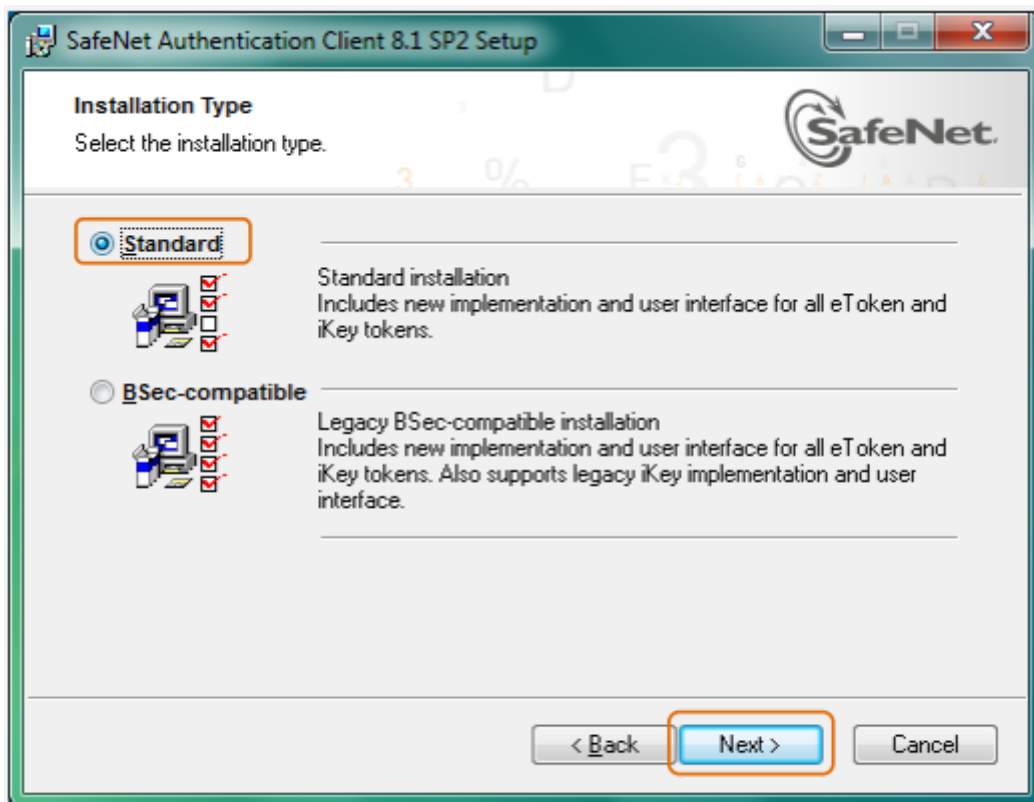 SafeNet Authentication Client 8.1 SP2 Setup
Installation Type
Select the installation type.
SafeNet.
Standard
Standard installation
Includes new implementation and user interface for all eToken and
iKey tokens.
BSec-compatible
Legacy BSec-compatible installation
Includes new implementation and user interface for all eToken and
iKey tokens. Also supports legacy iKey implementation and user
interface.
< Back
Next >
Cancel